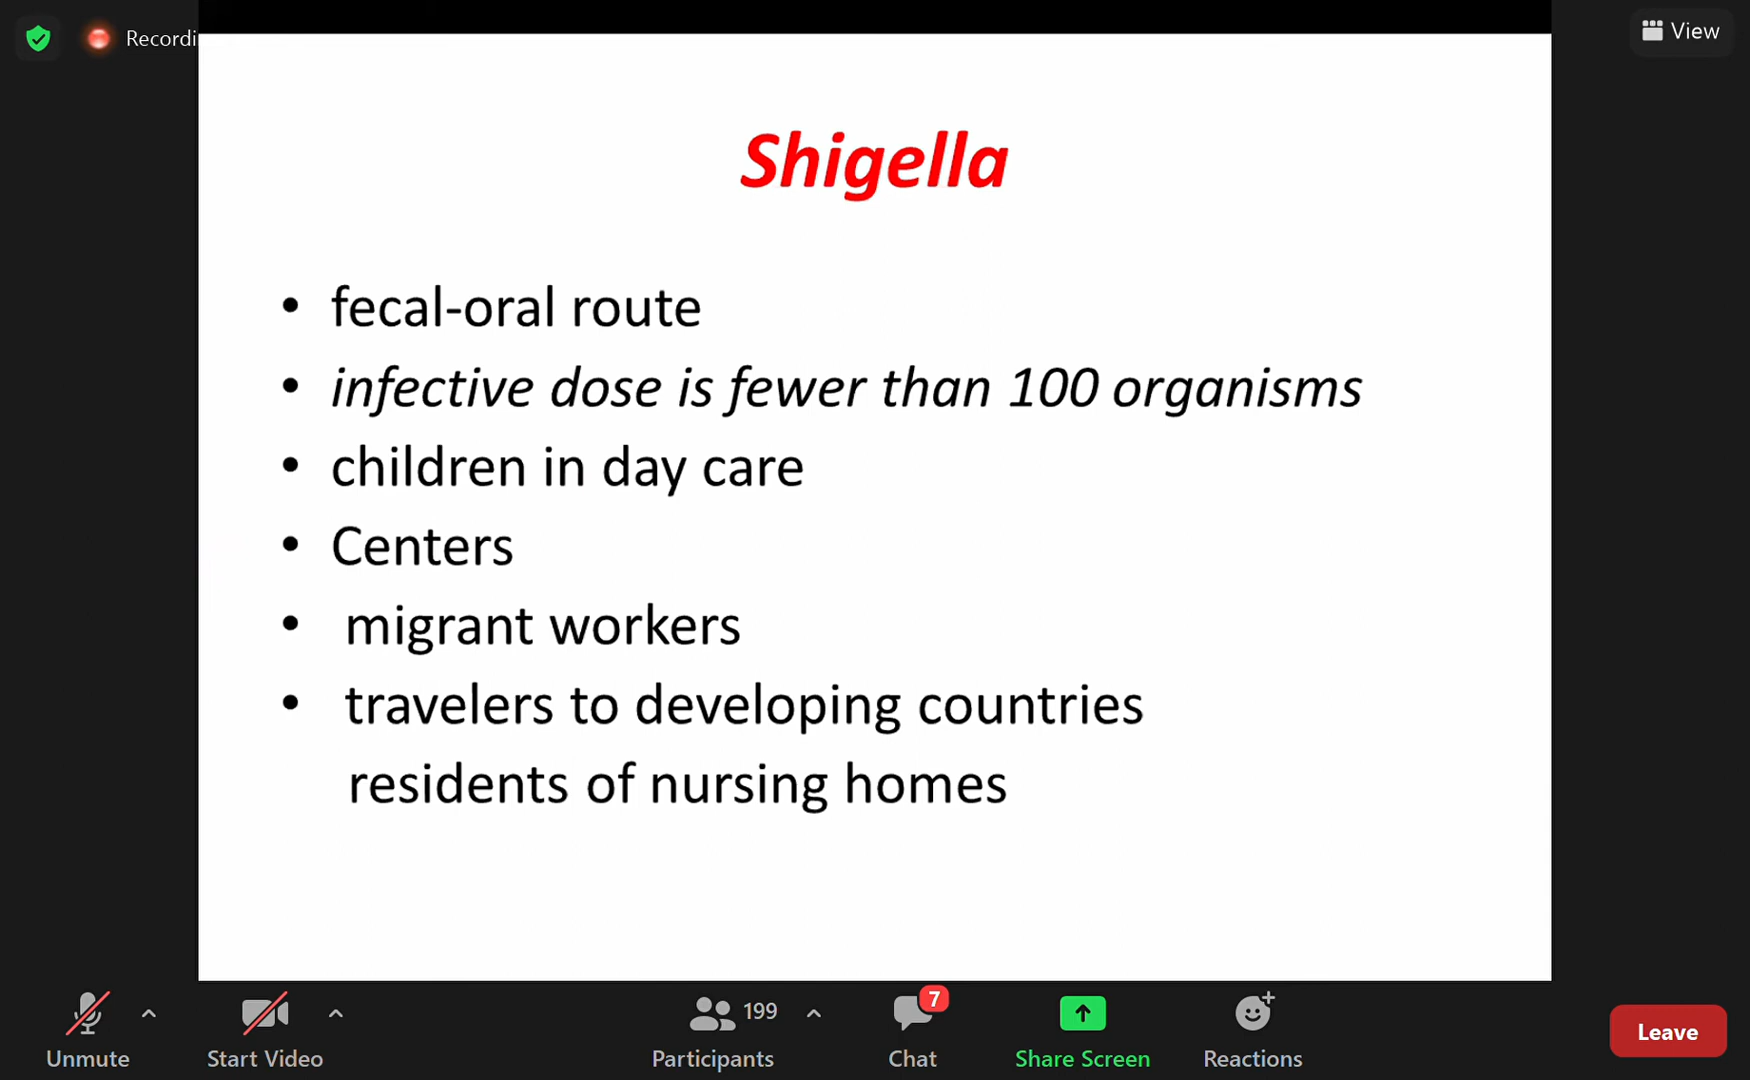 Recordi
View
Shigella
• fecal-oral route
• infective dose is fewer than 100 organisms
• children in day care
• Centers
• migrant workers
• travelers to developing countries
residents of nursing homes
199
7
Unmute
Start Video
Participants
Chat
Share Screen
Reactions
Leave